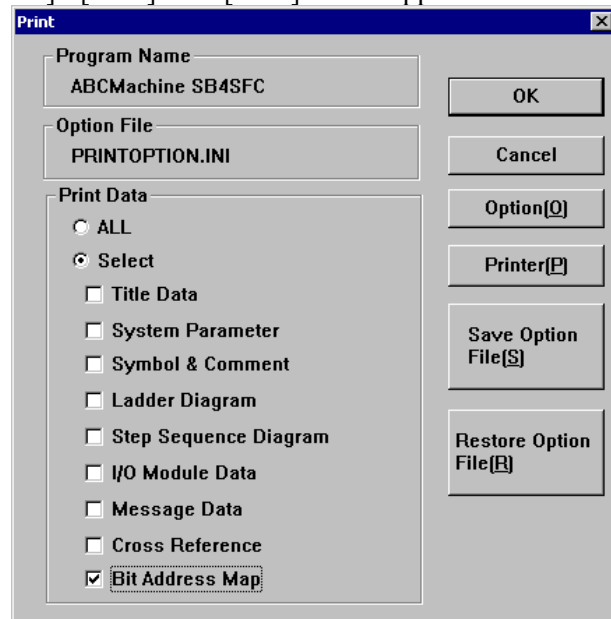 Print
Program Name
ABCMachine SB4SFC
Option File
PRINTOPTION.INI
Print Data
ALL
Select
Title Data
System Parameter
Symbol & Comment
Ladder Diagram
Step Sequence Diagram
I/O Module Data
Message Data
Cross Reference
Bit Address Map
OK
Cancel
Option(O)
Printer(P)
Save Option
File(S)
Restore Option
File(R)